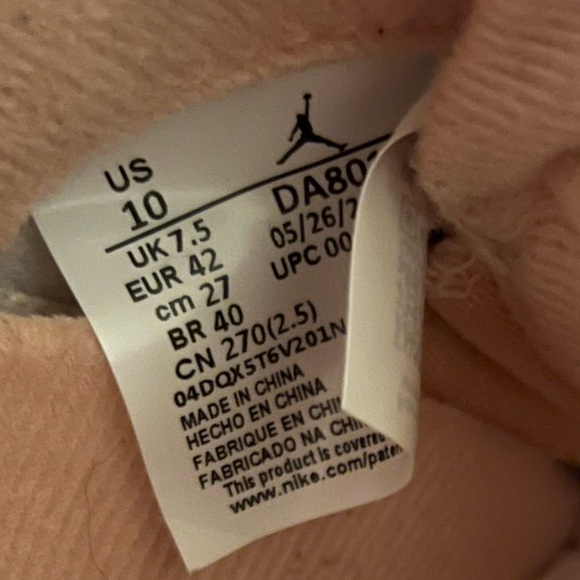 US
10
UK 7.5
EUR 42
cm 27
BR 40
CN 270(2.5)
DA80
05/26/2
UPC 00
04DQX5T6V201N
MADE IN CHINA
HECHO EN CHINA
FABRIQUE EN CHI
FABRICADO NA CHI
This product is covered
www.nike.com/paten